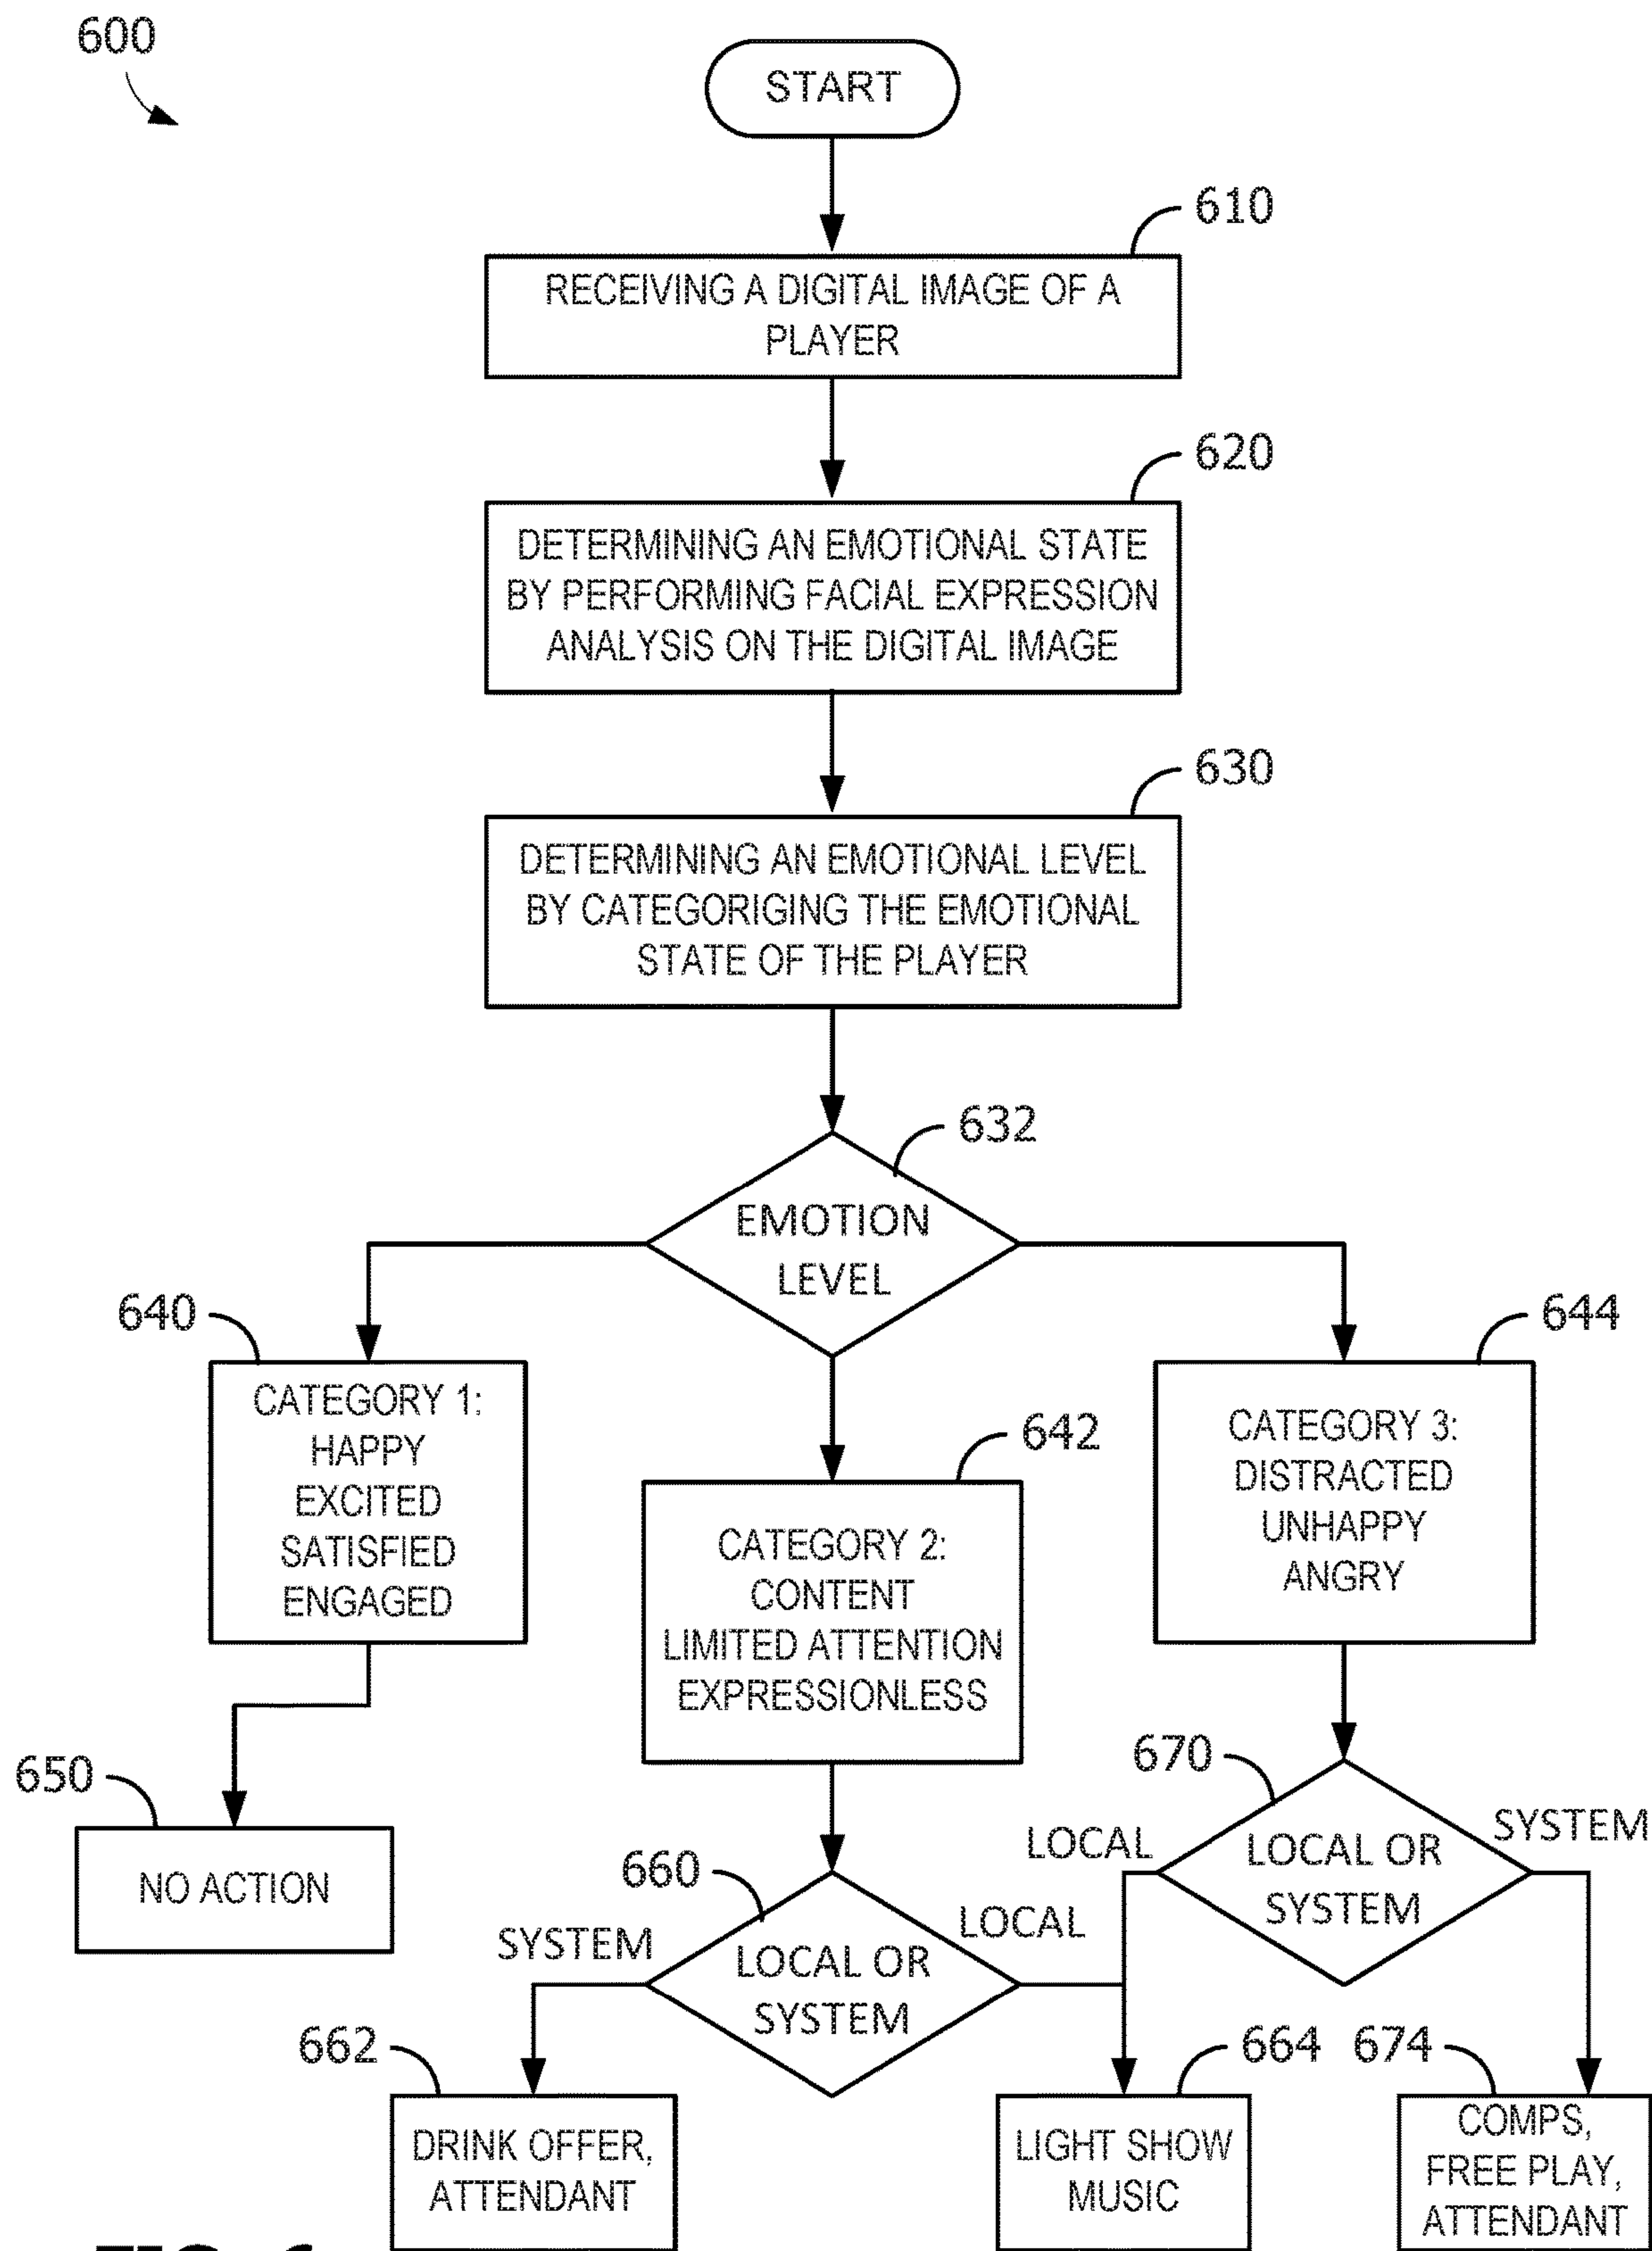 600
START
610
RECEIVING A DIGITAL IMAGE OF A
PLAYER
620
DETERMINING AN EMOTIONAL STATE
BY PERFORMING FACIAL EXPRESSION
ANALYSIS ON THE DIGITAL IMAGE
630
DETERMINING AN EMOTIONAL LEVEL
BY CATEGORIGING THE EMOTIONAL
STATE OF THE PLAYER
632
EMOTION
LEVEL
640
CATEGORY 1:
HAPPY
EXCITED
SATISFIED
ENGAGED
642
CATEGORY 2:
CONTENT
LIMITED ATTENTION
EXPRESSIONLESS
644
CATEGORY 3:
DISTRACTED
UNHAPPY
ANGRY
650
NO ACTION
660
LOCAL OR
SYSTEM
SYSTEM
LOCAL
670
LOCAL OR
SYSTEM
LOCAL
SYSTEM
662
DRINK OFFER,
ATTENDANT
664
LIGHT SHOW
MUSIC
674
COMPS,
FREE PLAY,
ATTENDANT